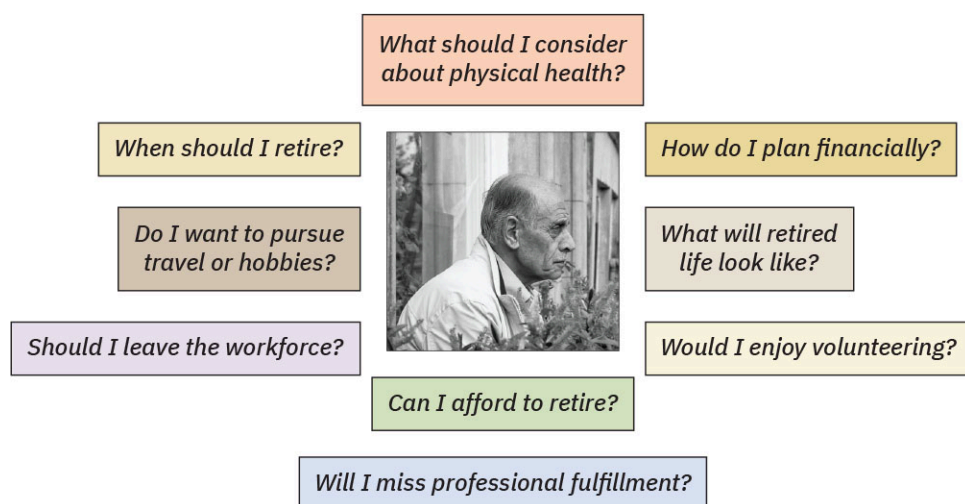 What should I consider
about physical health?
When should I retire?
How do I plan financially?
Do I want to pursue
travel or hobbies?
What will retired
life look like?
Should I leave the workforce?
Would I enjoy volunteering?
Can I afford to retire?
Will I miss professional fulfillment?